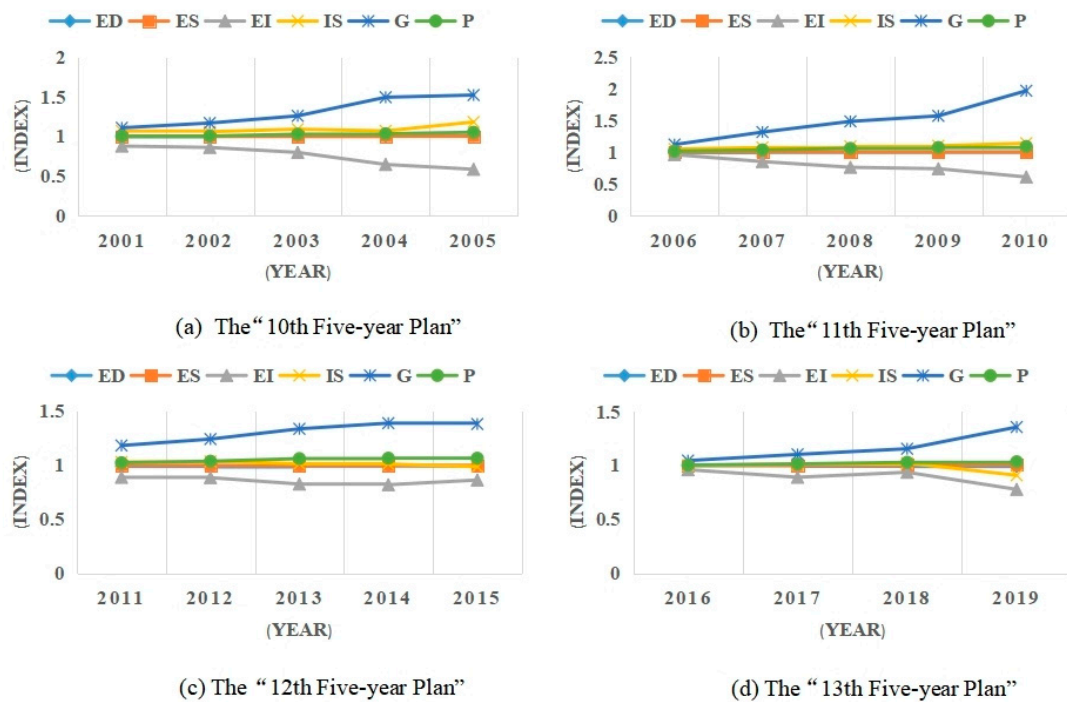 ED ES EI IS G P
2
1.5
1
0.5
0
(INDEX)
2001 2002 2003 2004 2005
(YEAR)
(a) The“10th Five-year Plan”
ED ES EI IS G P
2.5
2
1.5
1
0.5
0
(INDEX)
2006 2007 2008 2009 2010
(YEAR)
(b) The“11th Five-year Plan”
ED ES EI IS G P
1.5
1
0.5
0
(INDEX)
2011 2012 2013 2014 2015
(YEAR)
(c) The “12th Five-year Plan”
ED ES EI IS G P
1.5
1
0.5
0
(INDEX)
2016 2017 2018 2019
(YEAR)
(d) The “13th Five-year Plan”